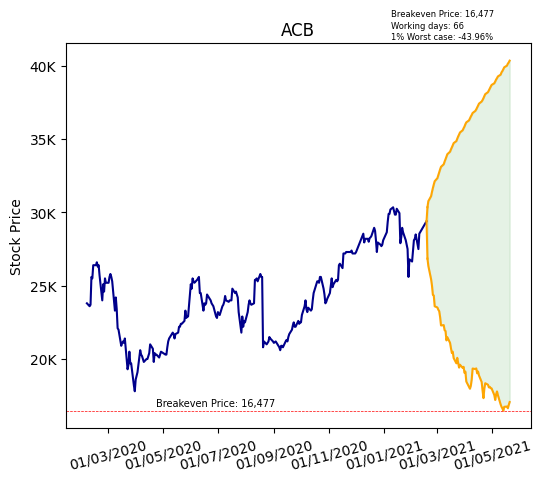 Breakeven Price: 16,477
Working days: 66
1% Worst case: -43.96%
ACB
Stock Price
40K
35K
30K
25K
20K
Breakeven Price: 16,477
01/03/2020
01/05/2020
01/07/2020
01/09/2020
01/11/2020
01/01/2021
01/03/2021
01/05/2021